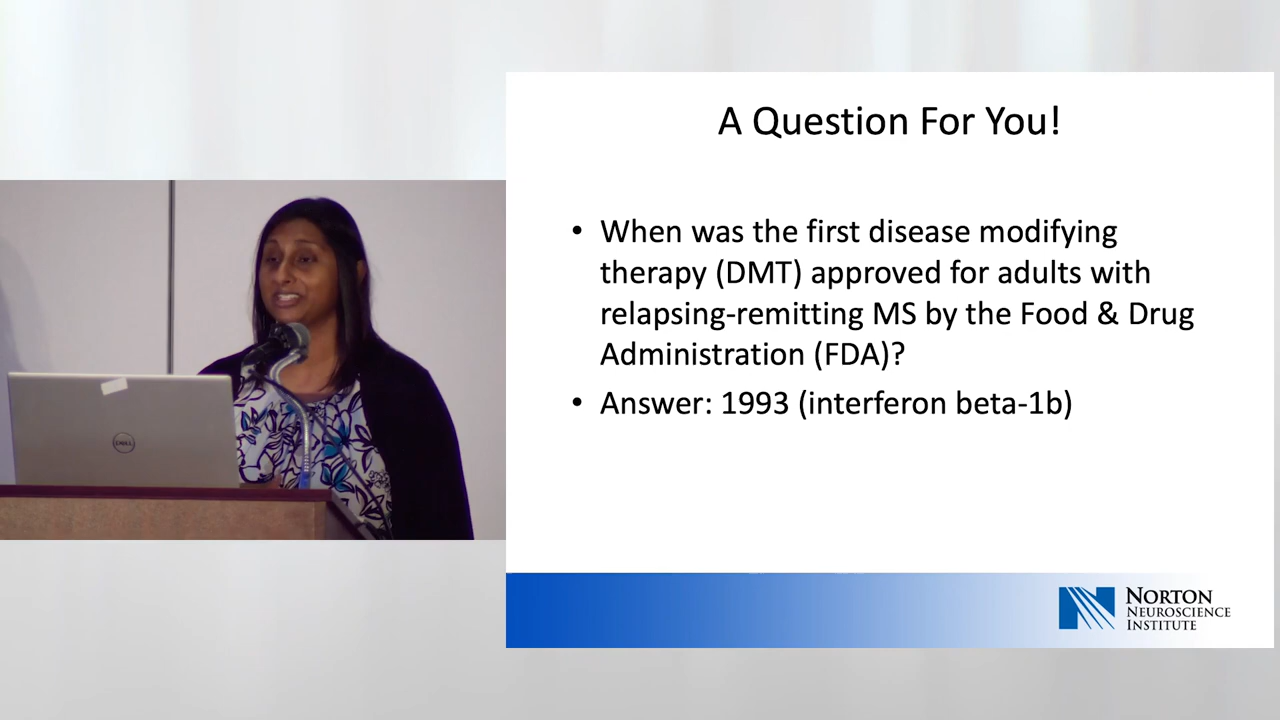 A Question For You!
• When was the first disease modifying
therapy (DMT) approved for adults with
relapsing-remitting MS by the Food & Drug
Administration (FDA)?
• Answer: 1993 (interferon beta-1b)
NORTON
NEUROSCIENCE
INSTITUTE
DELL